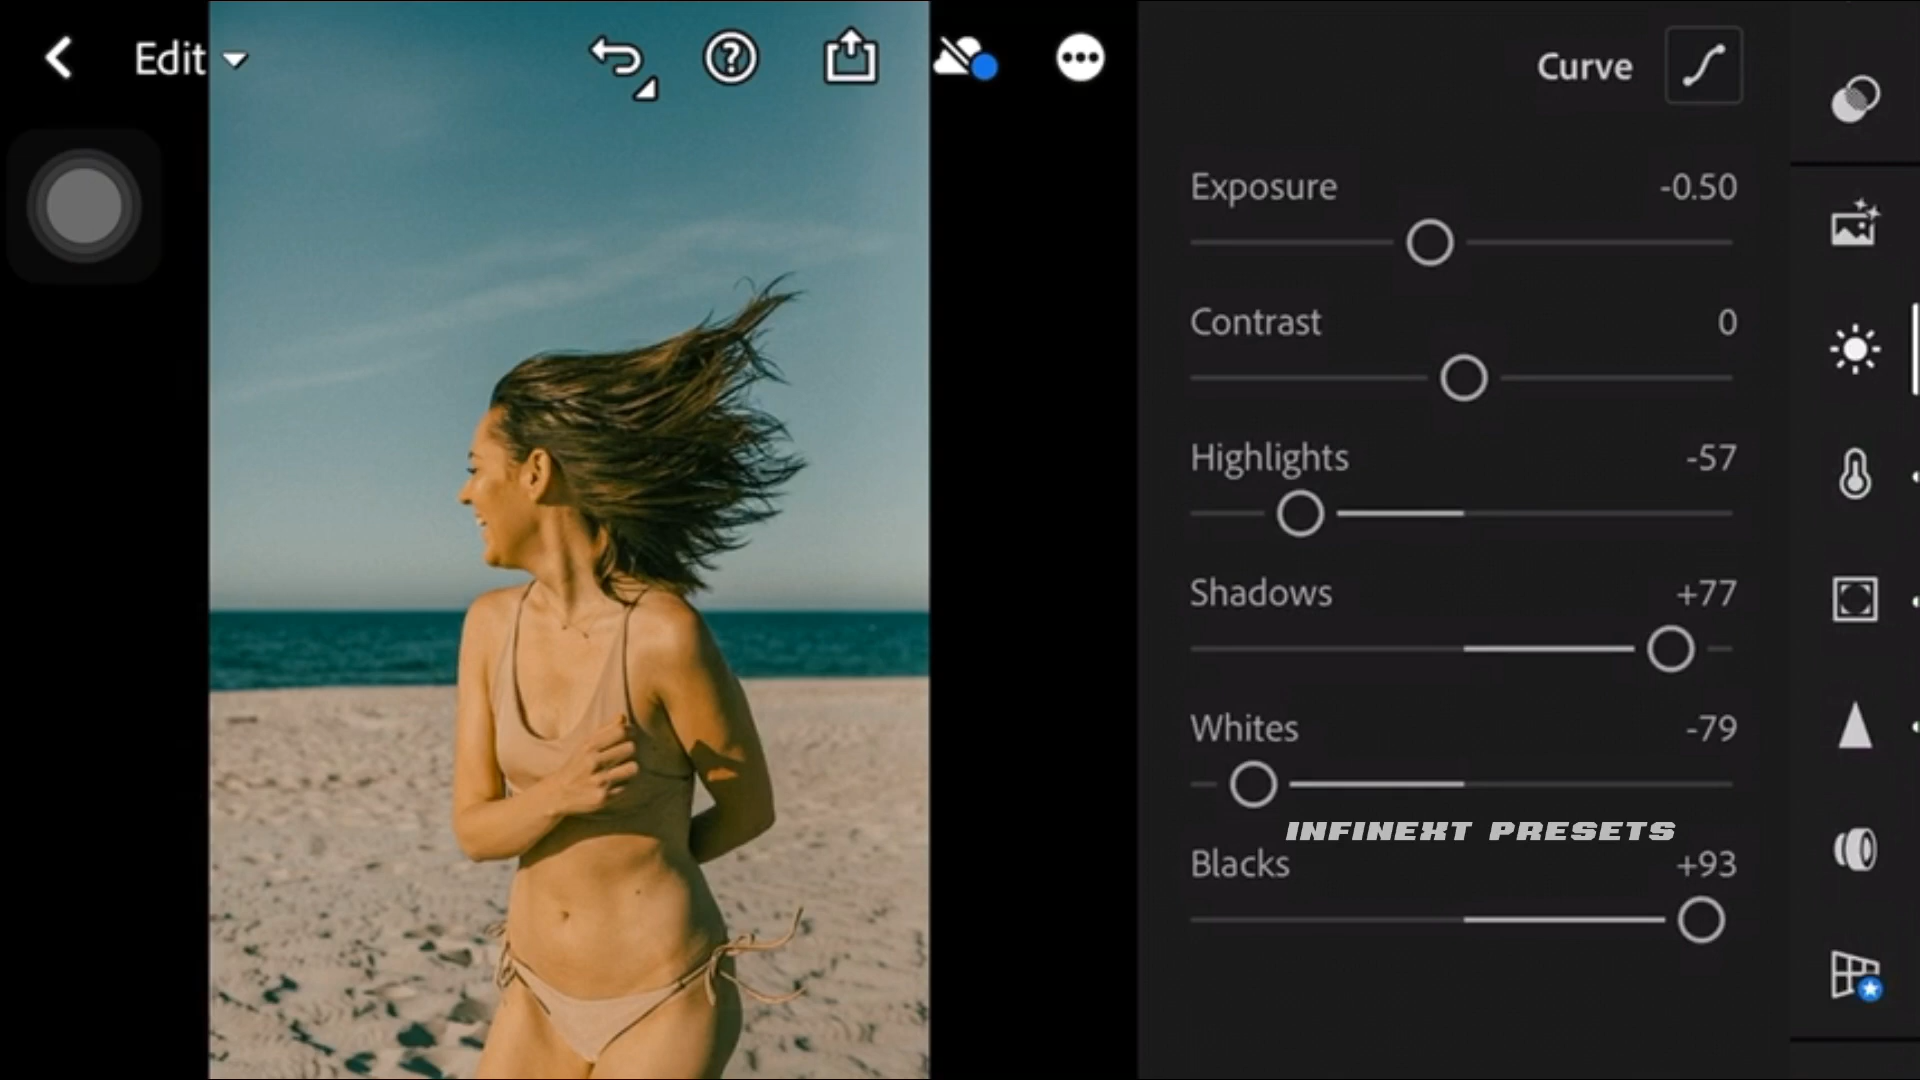 Edit
Curve
Exposure -0.50
Contrast 0
Highlights -57
Shadows +77
Whites -79
INFINEXT PRESETS
Blacks +93